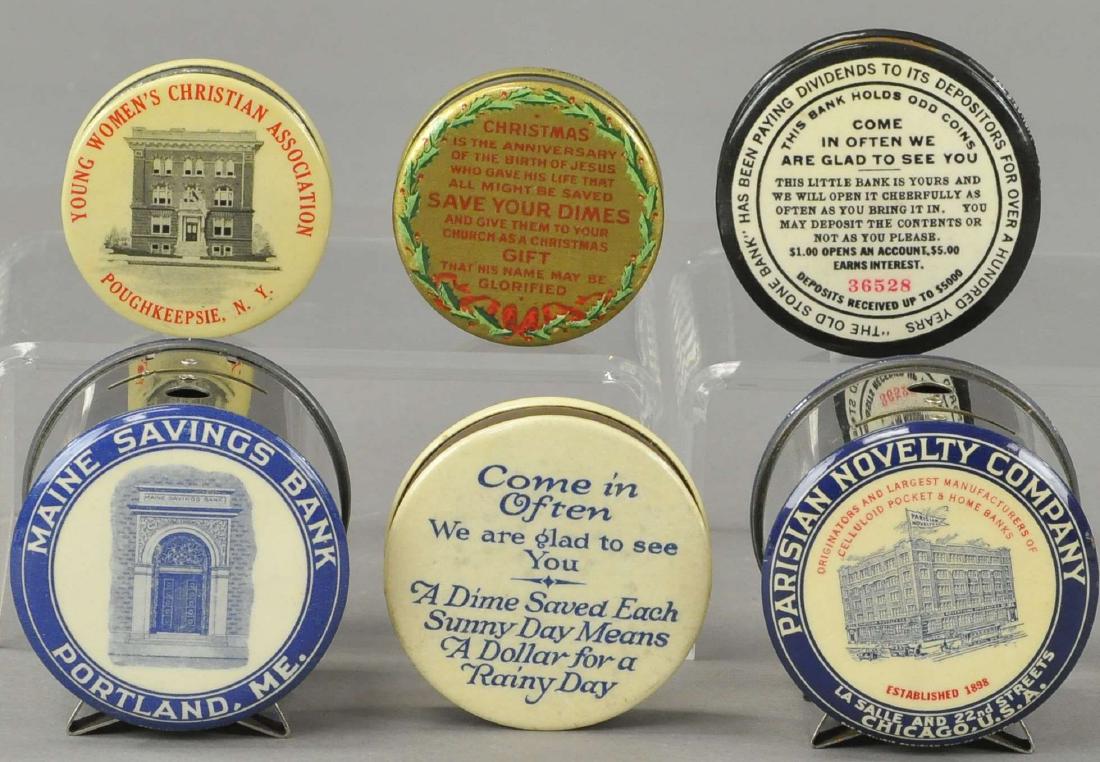 YOUNG WOMEN'S CHRISTIAN ASSOCIATION
POUGHKEEPSIE, N. Y.
CHRISTMAS
IS THE ANNIVERSARY
OF THE BIRTH OF JESUS
WHO GAVE HIS LIFE THAT
ALL MIGHT BE SAVED
SAVE YOUR DIMES
AND GIVE THEM TO YOUR
CHURCH AS A CHRISTMAS
GIFT
THAT HIS NAME MAY BE
GLORIFIED
"THE OLD STONE BANK" HAS BEEN PAYING DIVIDENDS TO ITS DEPOSITORS FOR OVER A HUNDRED YEARS
THIS BANK HOLDS ODD COINS
COME
IN OFTEN WE
ARE GLAD TO SEE YOU
THIS LITTLE BANK IS YOURS AND
WE WILL OPEN IT CHEERFULLY AS
OFTEN AS YOU BRING IT IN. YOU
MAY DEPOSIT THE CONTENTS OR
NOT AS YOU PLEASE.
$1.00 OPENS AN ACCOUNT, $5.00
EARNS INTEREST.
36528
DEPOSITS RECEIVED UP TO $5000
MAINE SAVINGS BANK
MAINE SAVINGS BANK
PORTLAND, ME.
Come in
Often
We are glad to see
You
A Dime Saved Each
Sunny Day Means
A Dollar for a
Rainy Day
PARISIAN NOVELTY COMPANY
ORIGINATORS AND LARGEST MANUFACTURERS OF
CELLULOID POCKET & HOME BANKS
PARISIAN
NOVELTY
ESTABLISHED 1898
LA SALLE AND 22nd STREETS
CHICAGO, U.S.A.